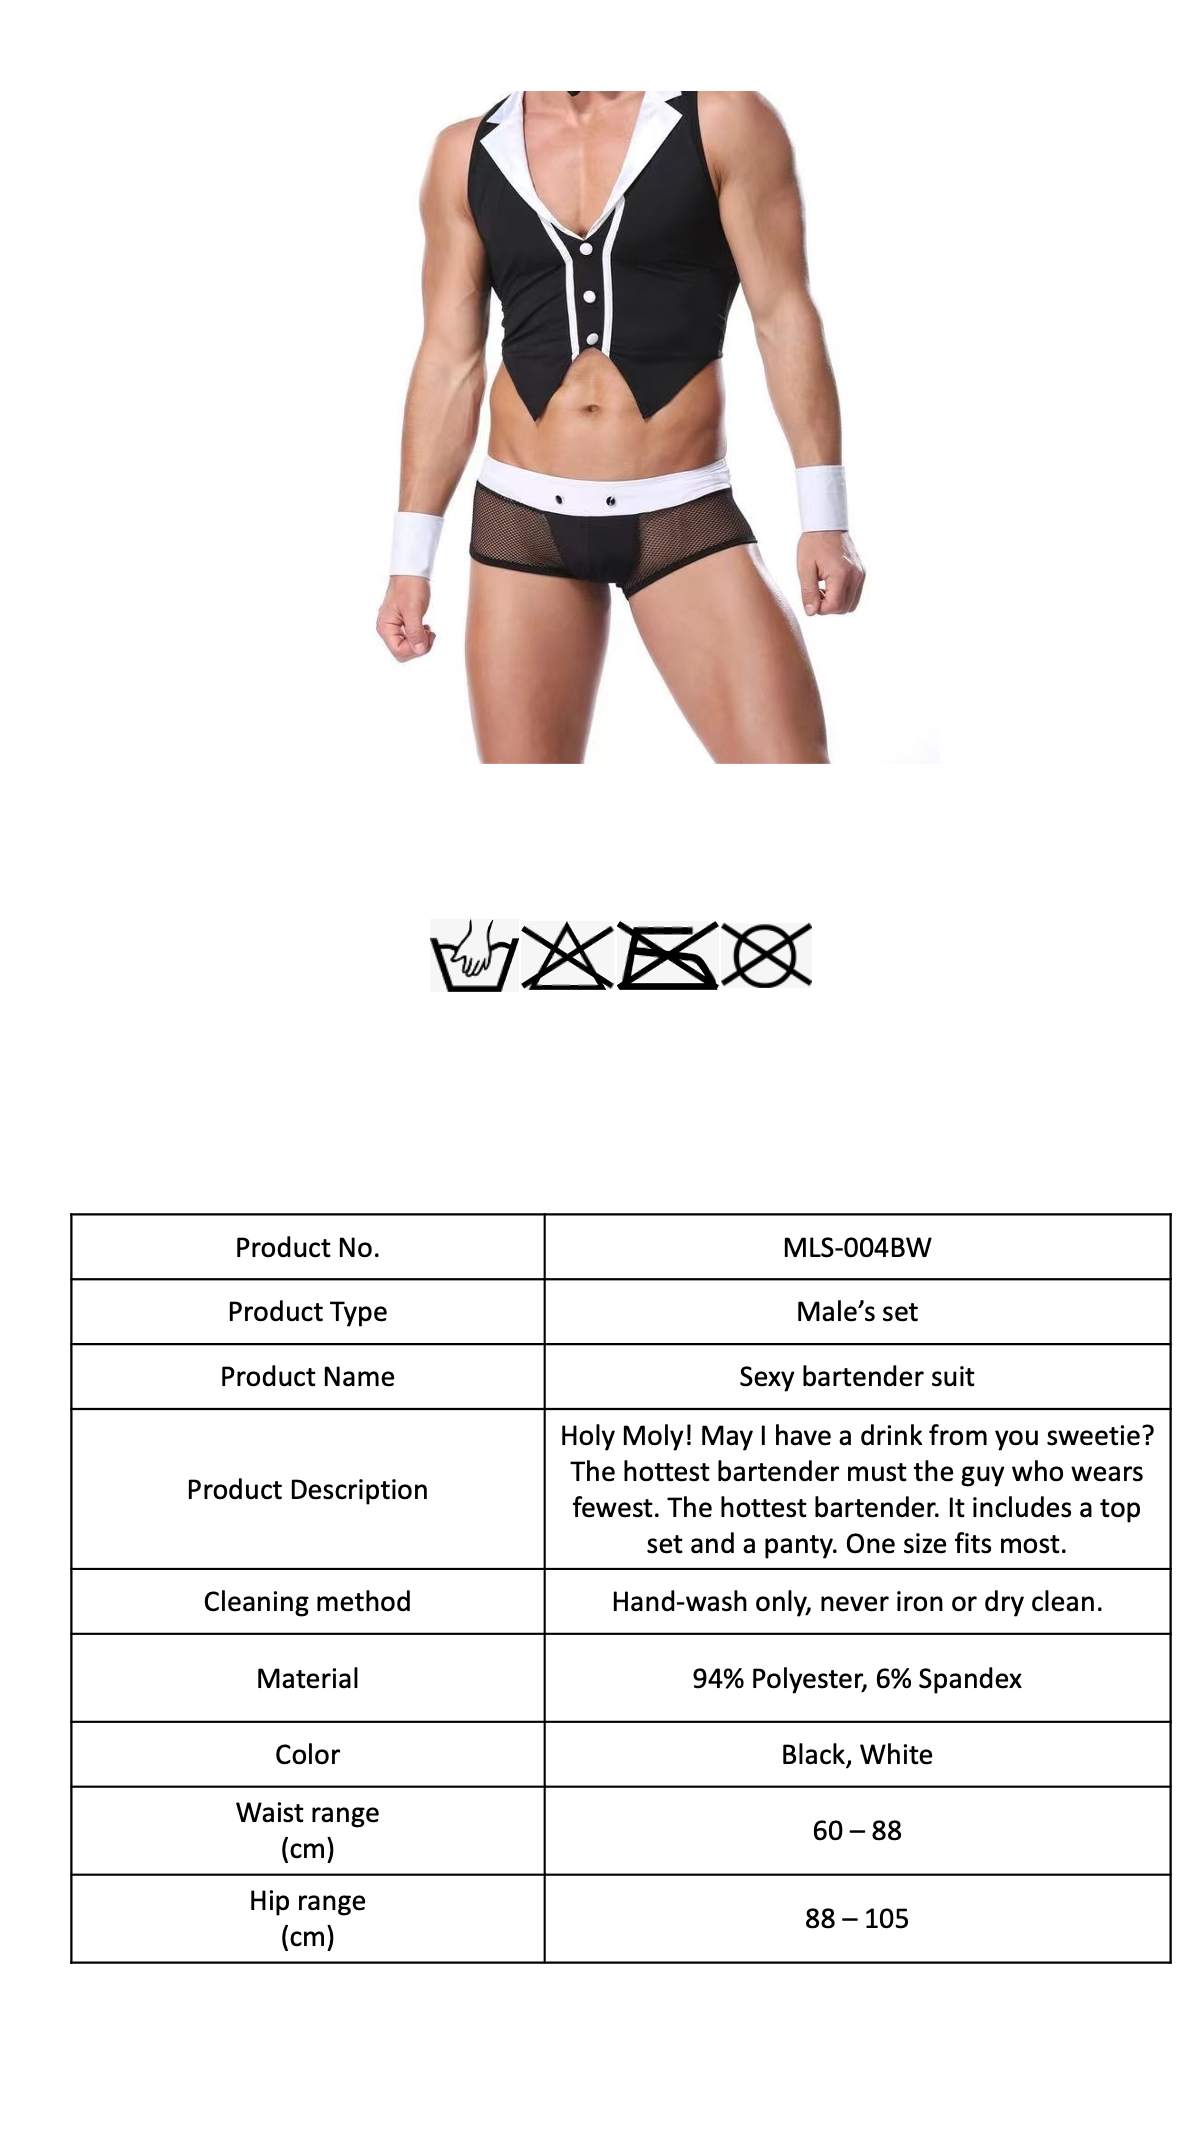 Product No.
MLS-004BW
Product Type
Male’s set
Product Name
Sexy bartender suit
Product Description
Holy Moly! May I have a drink from you sweetie?
The hottest bartender must the guy who wears
fewest. The hottest bartender. It includes a top
set and a panty. One size fits most.
Cleaning method
Hand-wash only, never iron or dry clean.
Material
94% Polyester, 6% Spandex
Color
Black, White
Waist range
(cm)
60 – 88
Hip range
(cm)
88 – 105